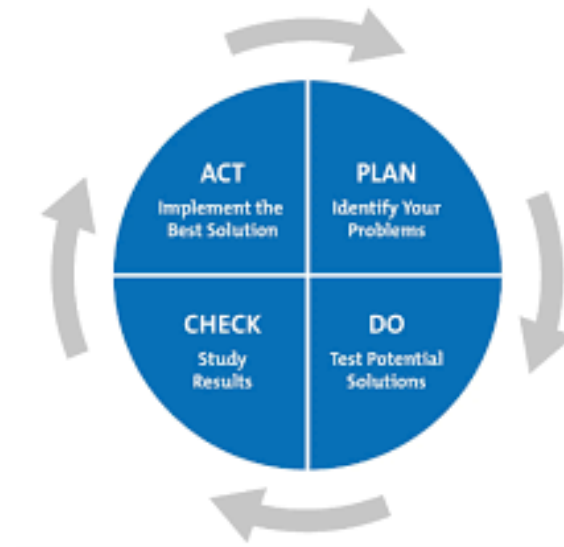 ACT
Implement the
Best Solution
PLAN
Identify Your
Problems
CHECK
Study
Results
DO
Test Potential
Solutions